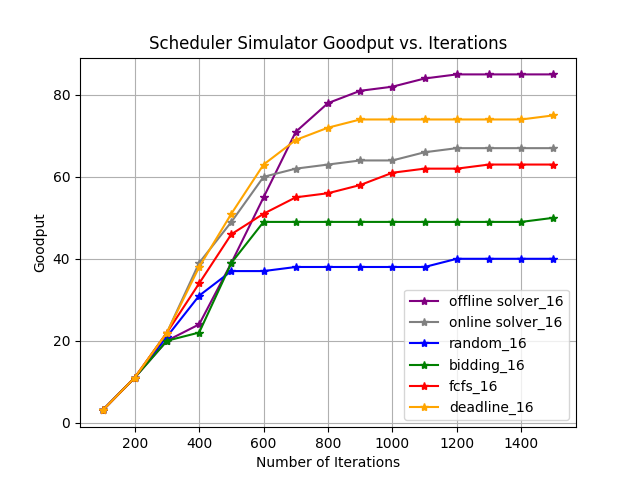 Scheduler Simulator Goodput vs. Iterations
Goodput
80
60
40
20
0
offline solver_16
online solver_16
random_16
bidding_16
fcfs_16
deadline_16
200 400 600 800 1000 1200 1400
Number of Iterations